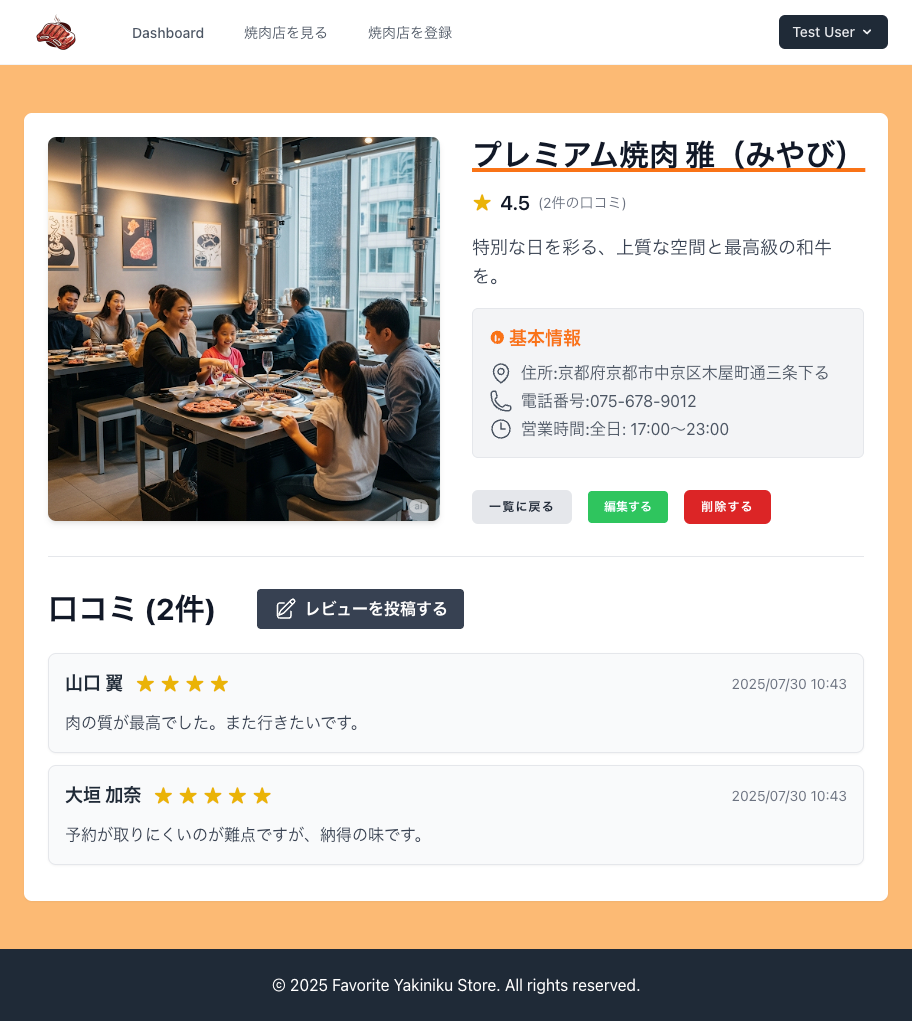 Dashboard
焼肉店を見る
焼肉店を登録
Test User
プレミアム焼肉 雅（みやび）
4.5 (2件の口コミ)
特別な日を彩る、上質な空間と最高級の和牛
を。
基本情報
住所:京都府京都市中京区木屋町通三条下る
電話番号:075-678-9012
営業時間:全日: 17:00〜23:00
一覧に戻る
編集する
削除する
口コミ (2件)
レビューを投稿する
山口 翼
2025/07/30 10:43
肉の質が最高でした。また行きたいです。
大垣 加奈
2025/07/30 10:43
予約が取りにくいのが難点ですが、納得の味です。
© 2025 Favorite Yakiniku Store. All rights reserved.